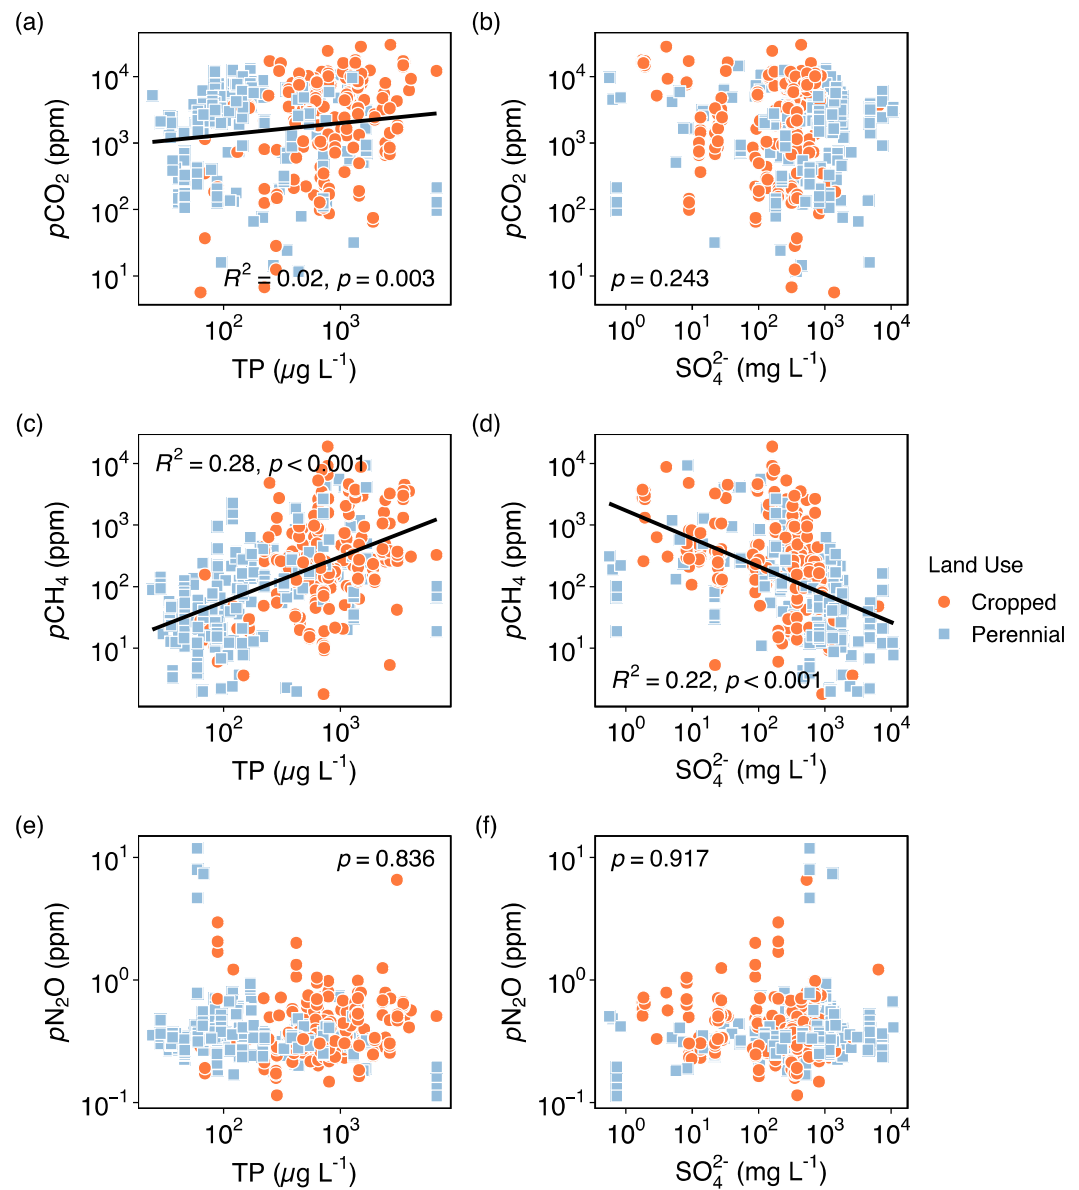 (a)
pCO₂ (ppm)
10⁴
10³
10²
10¹
R² = 0.02, p = 0.003
10² 10³
TP (µg L⁻¹)
(b)
pCO₂ (ppm)
10⁴
10³
10²
10¹
p = 0.243
10⁰ 10¹ 10² 10³ 10⁴
SO₄²⁻ (mg L⁻¹)
(c)
pCH₄ (ppm)
10⁴
10³
10²
10¹
R² = 0.28, p < 0.001
10² 10³
TP (µg L⁻¹)
(d)
pCH₄ (ppm)
10⁴
10³
10²
10¹
R² = 0.22, p < 0.001
10⁰ 10¹ 10² 10³ 10⁴
SO₄²⁻ (mg L⁻¹)
Land Use
Cropped
Perennial
(e)
pN₂O (ppm)
10¹
10⁰
10⁻¹
p = 0.836
10² 10³
TP (µg L⁻¹)
(f)
pN₂O (ppm)
10¹
10⁰
10⁻¹
p = 0.917
10⁰ 10¹ 10² 10³ 10⁴
SO₄²⁻ (mg L⁻¹)